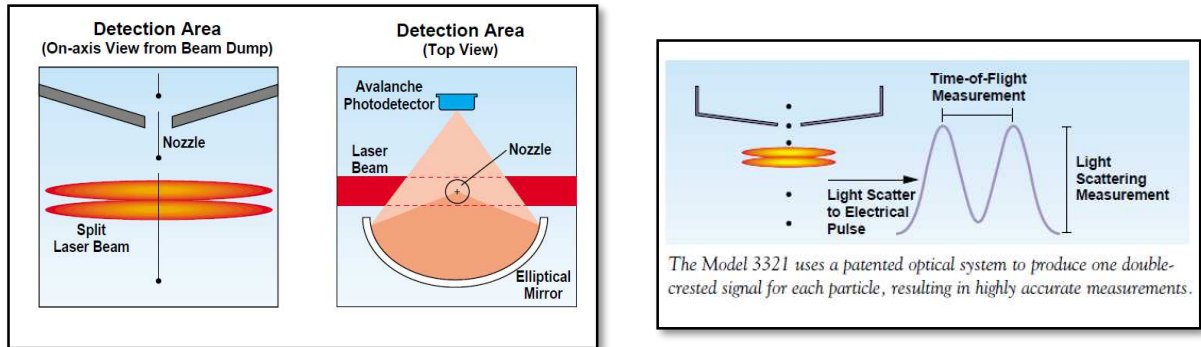 Detection Area
(On-axis View from Beam Dump)
Nozzle
Split
Laser Beam
Detection Area
(Top View)
Avalanche
Photodetector
Laser
Beam
Nozzle
+
Elliptical
Mirror
Time-of-Flight
Measurement
Light Scatter
to Electrical
Pulse
Light
Scattering
Measurement
The Model 3321 uses a patented optical system to produce one double-
crested signal for each particle, resulting in highly accurate measurements.